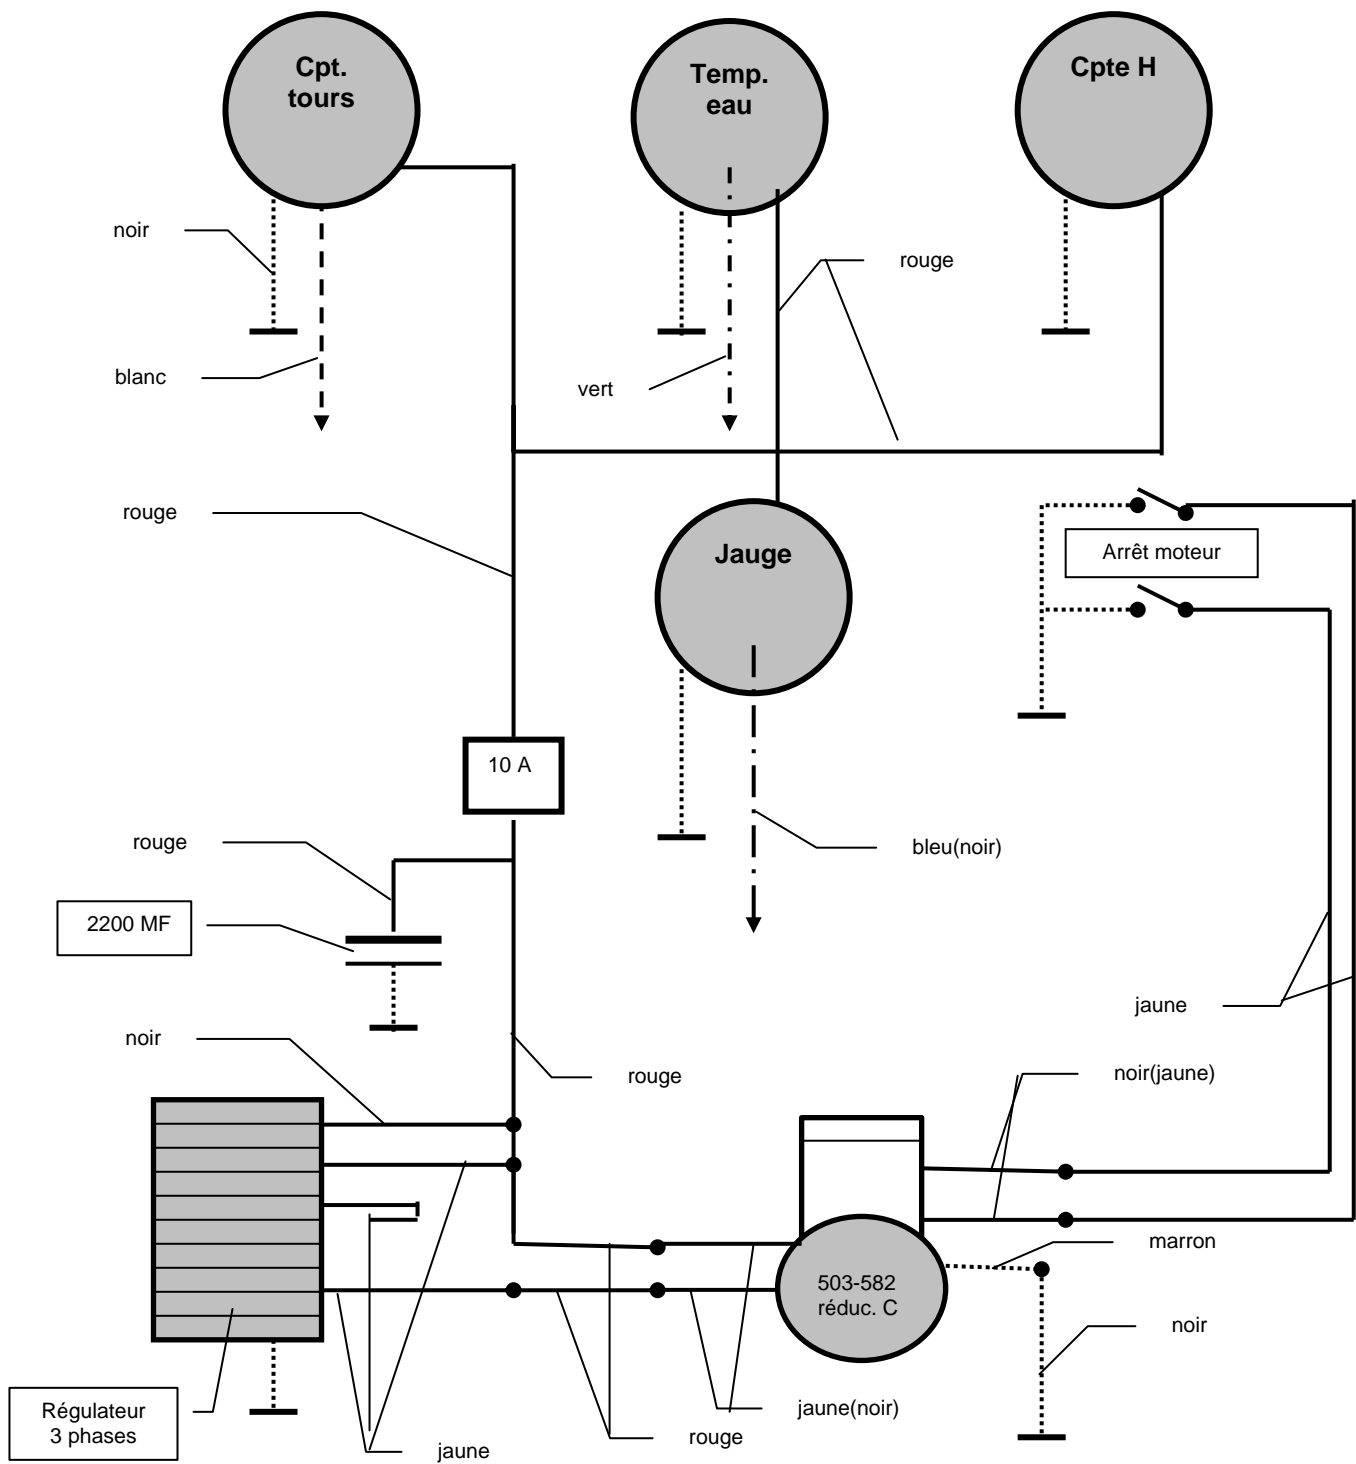 Cpt.
tours
Temp.
eau
Cpte H
noir
rouge
blanc
vert
rouge
Jauge
Arrêt moteur
10 A
rouge
bleu(noir)
2200 MF
jaune
noir
rouge
noir(jaune)
marron
503-582
réduc. C
noir
Régulateur
3 phases
jaune
rouge
jaune(noir)